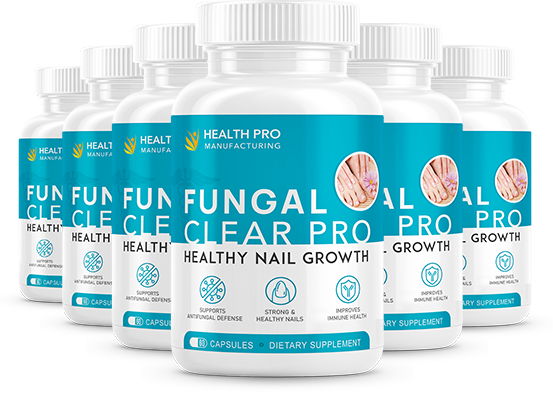 HEALTH PRO
MANUFACTURING
FUNGAL
CLEAR PRO
HEALTHY NAIL GROWTH
SUPPORTS
ANTIFUNGAL DEFENSE
STRONG &
HEALTHY NAILS
IMPROVES
IMMUNE HEALTH
60 CAPSULES • DIETARY SUPPLEMENT